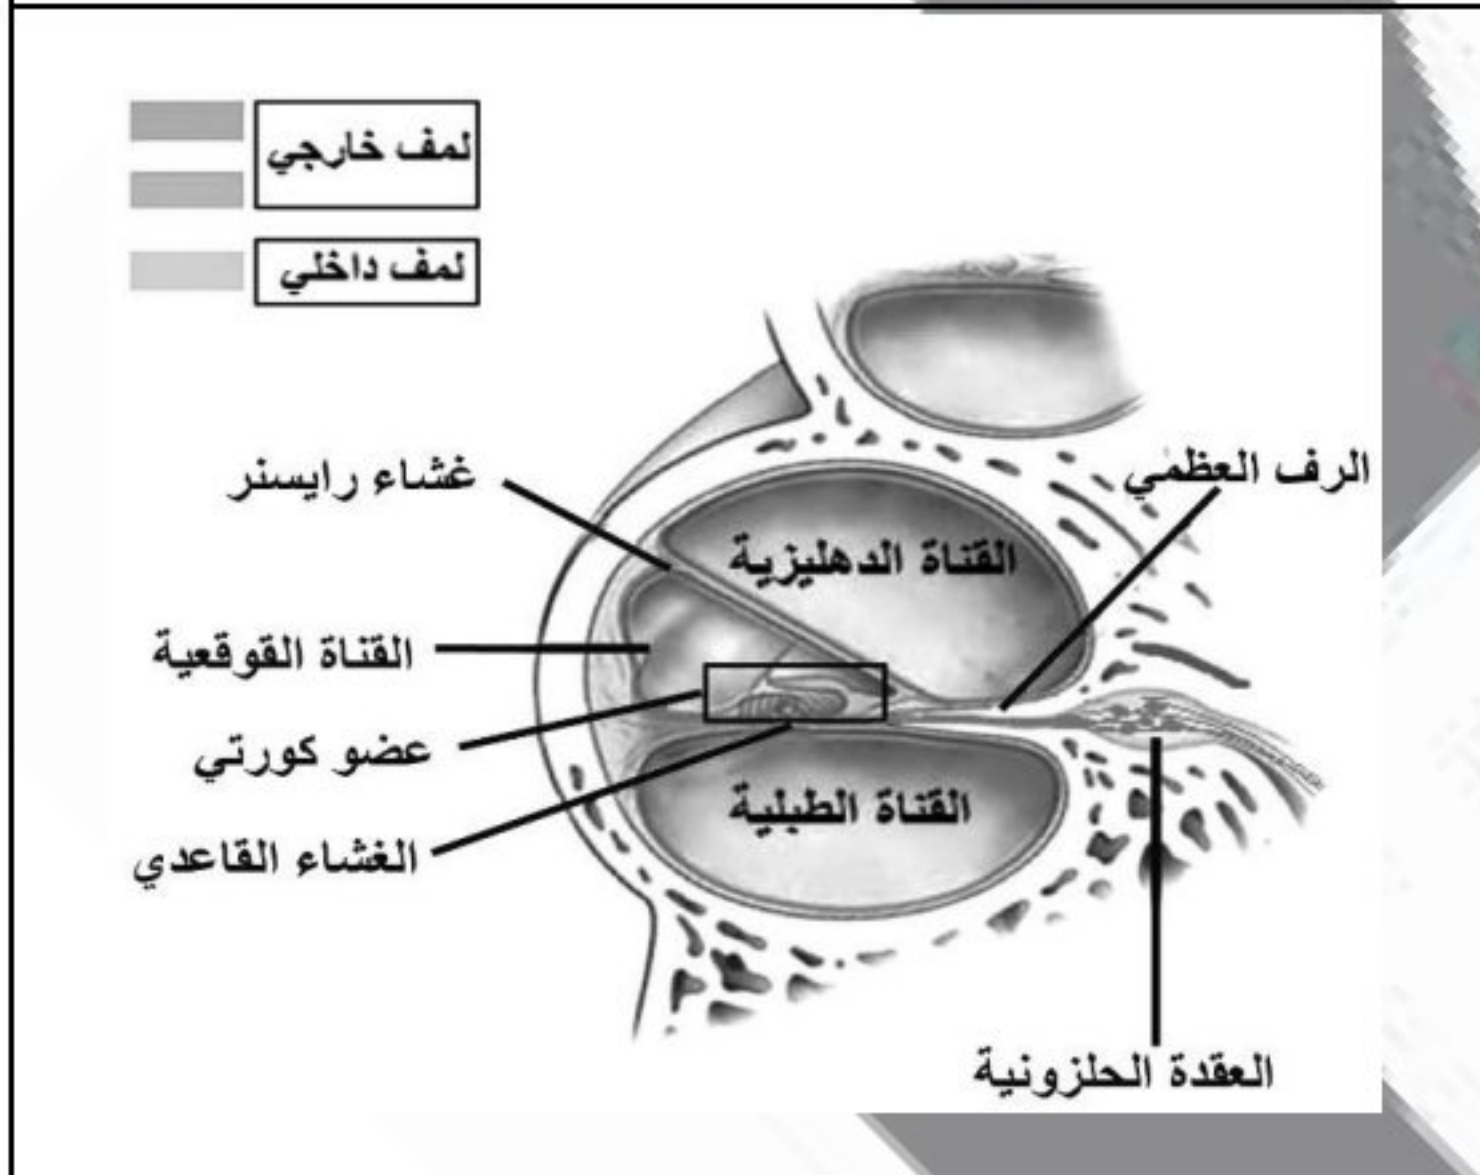 لمف خارجي
لمف داخلي
الرف العظمي
غشاء رايسنر
القناة الدهليزية
القناة القوقعية
عضو كورتي
القناة الطبلية
الغشاء القاعدي
العقدة الحلزونية